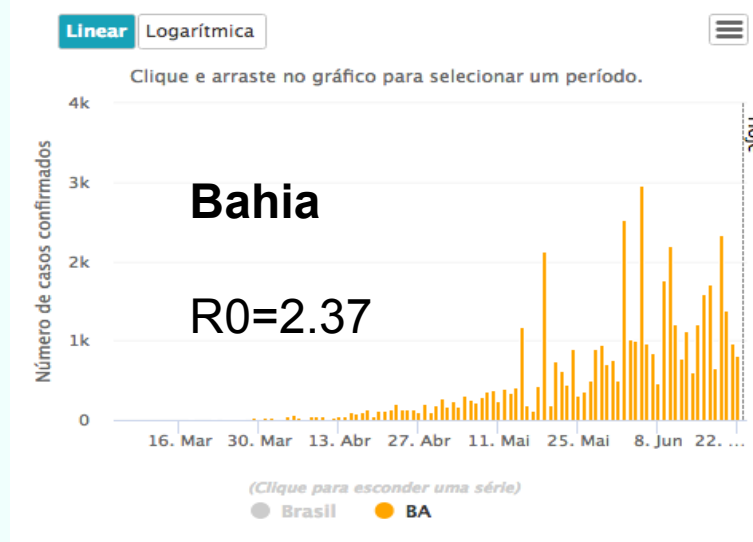 Linear Logarítmica
Clique e arraste no gráfico para selecionar um período.
Número de casos confirmados
4k
3k
2k
1k
0
Bahia
R0=2.37
16. Mar 30. Mar 13. Abr 27. Abr 11. Mai 25. Mai 8. Jun 22. ...
(Clique para esconder uma série)
Brasil BA